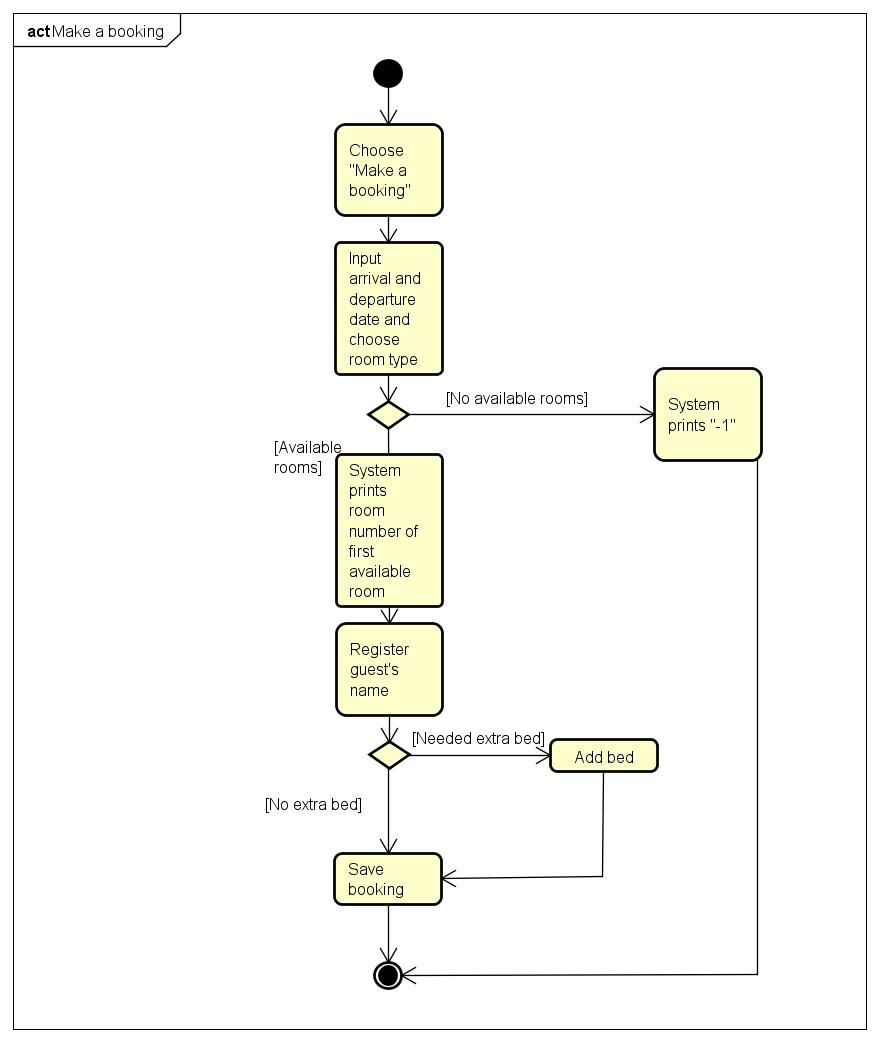 act Make a booking
Choose
"Make a
booking"
Input
arrival and
departure
date and
choose
room type
[No available rooms]
System
prints "-1"
[Available
rooms]
System
prints
room
number of
first
available
room
Register
guest's
name
[Needed extra bed]
Add bed
[No extra bed]
Save
booking